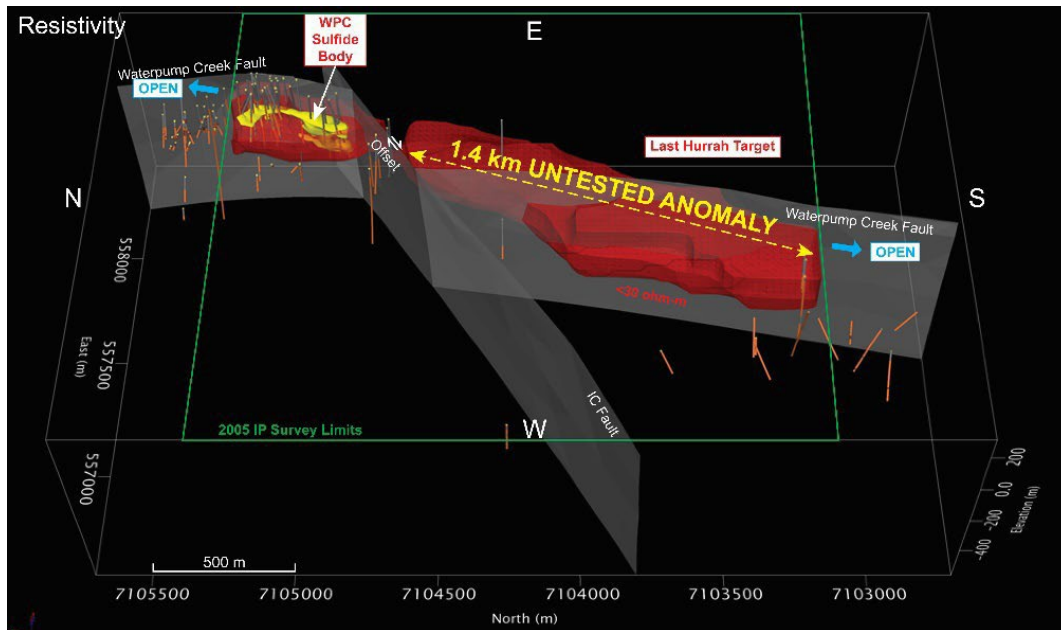 Resistivity
WPC
Sulfide
Body
E
Waterpump Creek Fault
OPEN
Offset
Last Hurrah Target
1.4 km UNTESTED ANOMALY
N
S
Waterpump Creek Fault
OPEN
<30 ohm-m
558000
557500
East (m)
557000
IC Fault
2005 IP Survey Limits
W
200
0.0
-200
-400
Elevation (m)
500 m
7105500
7105000
7104500
7104000
7103500
7103000
North (m)